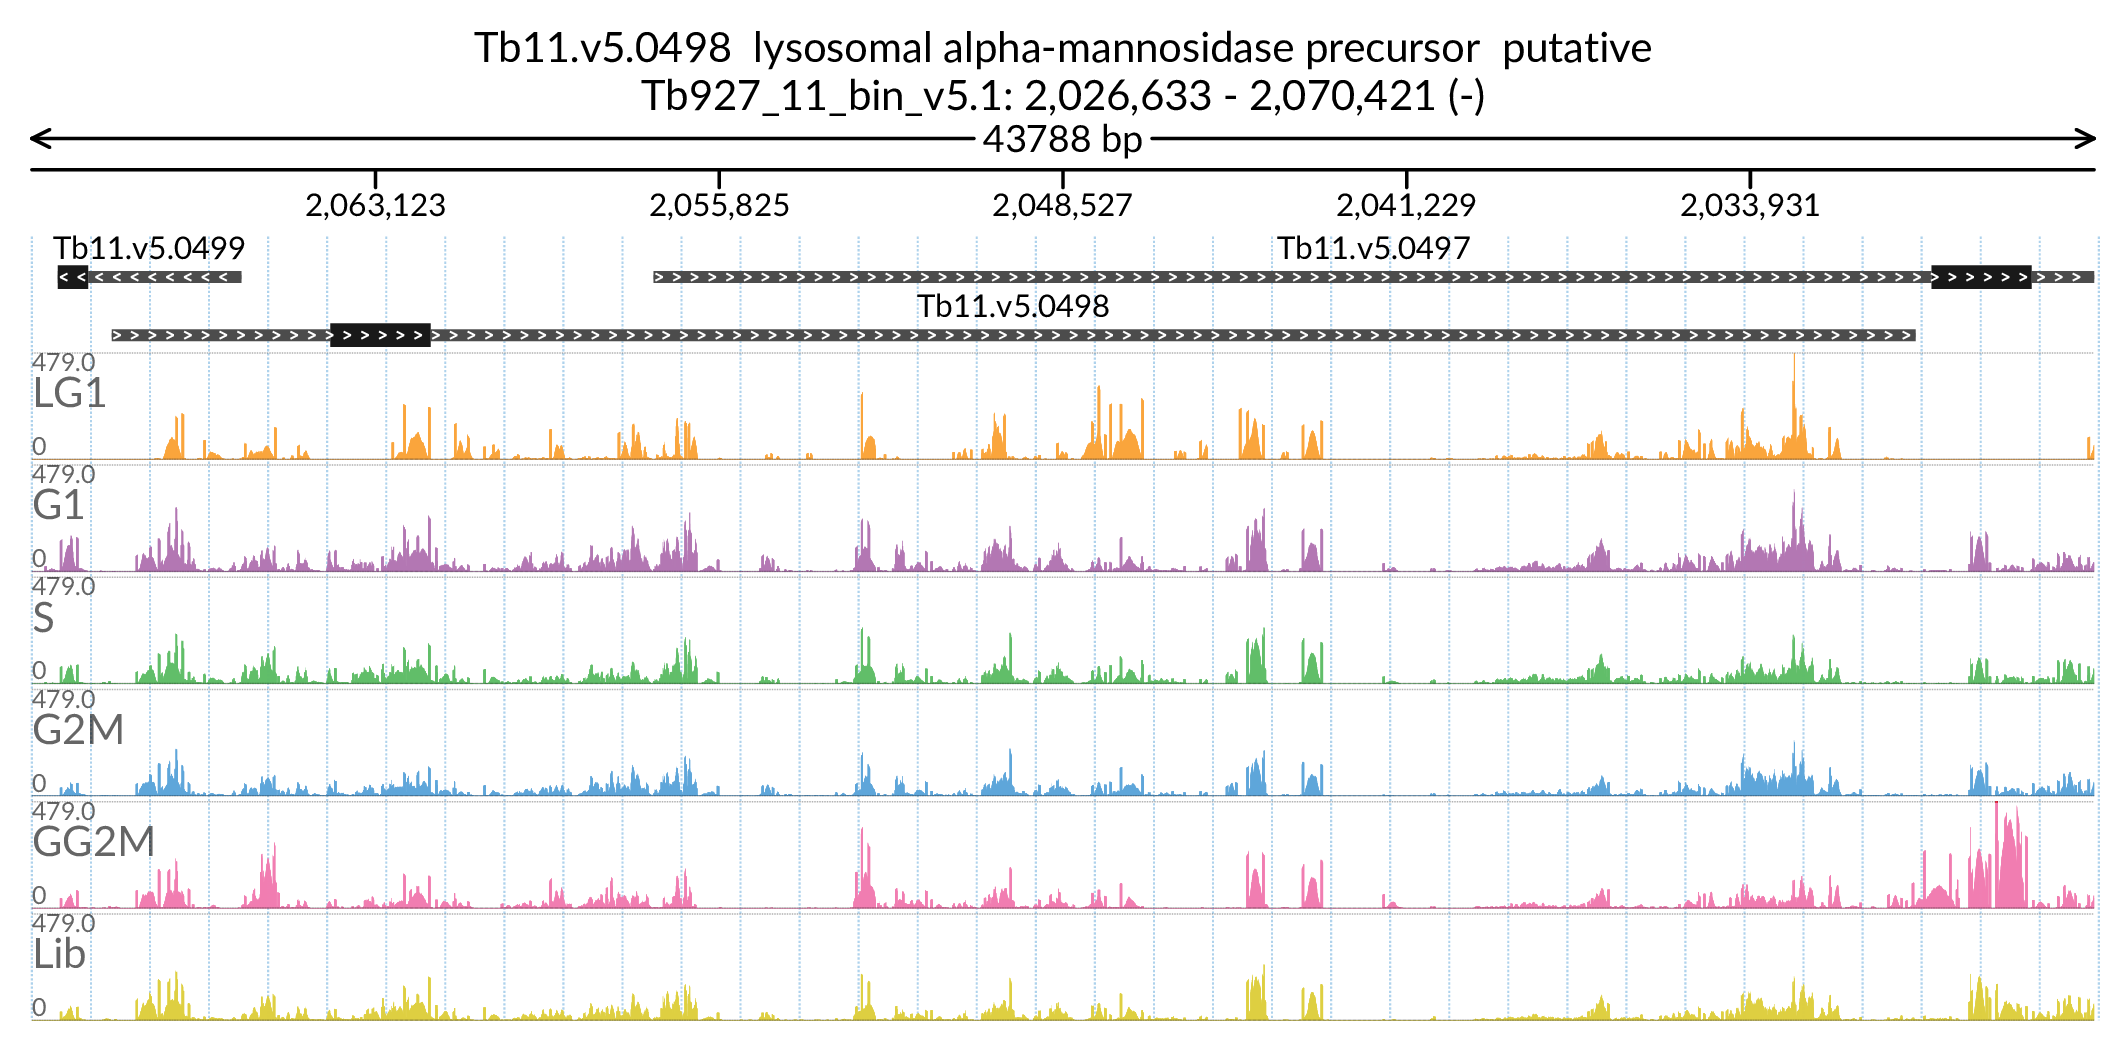 Tb11.v5.0498  lysosomal alpha-mannosidase precursor  putative
Tb927_11_bin_v5.1: 2,026,633 - 2,070,421 (-)
43788 bp
2,063,123 2,055,825 2,048,527 2,041,229 2,033,931
Tb11.v5.0499 Tb11.v5.0497
Tb11.v5.0498
479.0
LG1
0
479.0
G1
0
479.0
S
0
479.0
G2M
0
479.0
GG2M
0
479.0
Lib
0